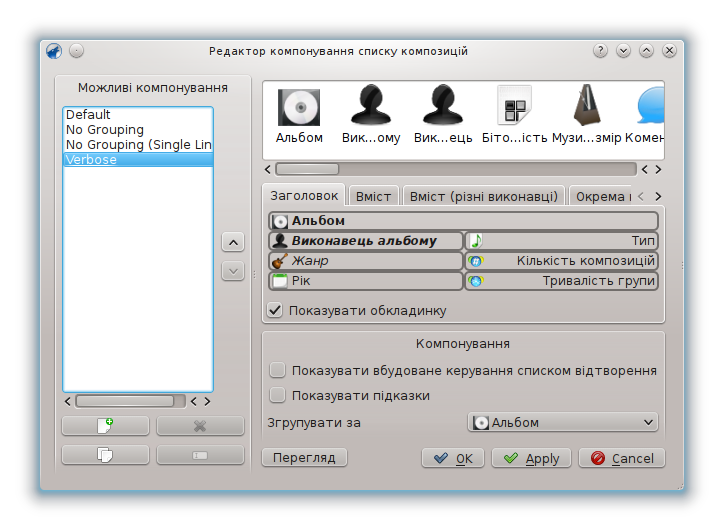 Редактор компонування списку композицій
Можливі компонування
Default
No Grouping
No Grouping (Single Lin
Verbose
Альбом
Вик...ому
Вик...ець
Біто...ість
Музи...змір
Комен
Заголовок
Вміст
Вміст (різні виконавці)
Окрема
Альбом
Виконавець альбому
Тип
Жанр
Кількість композицій
Рік
Тривалість групи
Показувати обкладинку
Компонування
Показувати вбудоване керування списком відтворення
Показувати підказки
Згрупувати за
Альбом
Перегляд
OK
Apply
Cancel